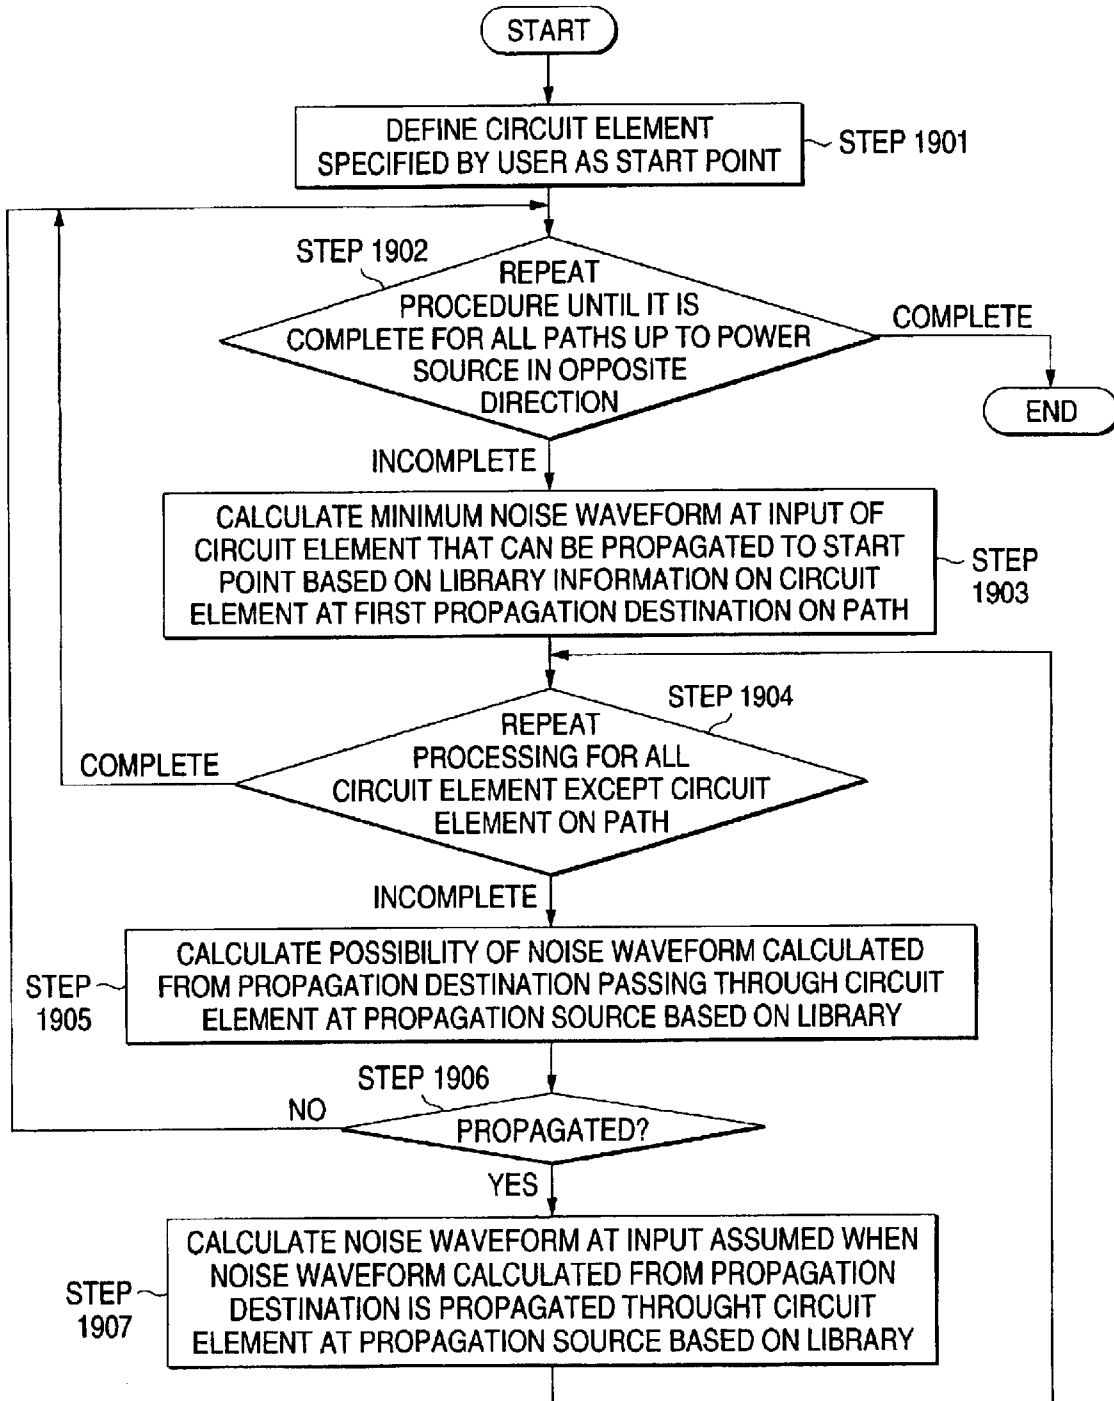 START
DEFINE CIRCUIT ELEMENT
SPECIFIED BY USER AS START POINT
STEP 1901
STEP 1902
REPEAT
PROCEDURE UNTIL IT IS
COMPLETE FOR ALL PATHS UP TO POWER
SOURCE IN OPPOSITE
DIRECTION
COMPLETE
END
INCOMPLETE
CALCULATE MINIMUM NOISE WAVEFORM AT INPUT OF
CIRCUIT ELEMENT THAT CAN BE PROPAGATED TO START
POINT BASED ON LIBRARY INFORMATION ON CIRCUIT
ELEMENT AT FIRST PROPAGATION DESTINATION ON PATH
STEP
1903
STEP 1904
REPEAT
PROCESSING FOR ALL
CIRCUIT ELEMENT EXCEPT CIRCUIT
ELEMENT ON PATH
COMPLETE
INCOMPLETE
CALCULATE POSSIBILITY OF NOISE WAVEFORM CALCULATED
FROM PROPAGATION DESTINATION PASSING THROUGH CIRCUIT
ELEMENT AT PROPAGATION SOURCE BASED ON LIBRARY
STEP
1905
STEP 1906
PROPAGATED?
NO
YES
CALCULATE NOISE WAVEFORM AT INPUT ASSUMED WHEN
NOISE WAVEFORM CALCULATED FROM PROPAGATION
DESTINATION IS PROPAGATED THROUGHT CIRCUIT
ELEMENT AT PROPAGATION SOURCE BASED ON LIBRARY
STEP
1907